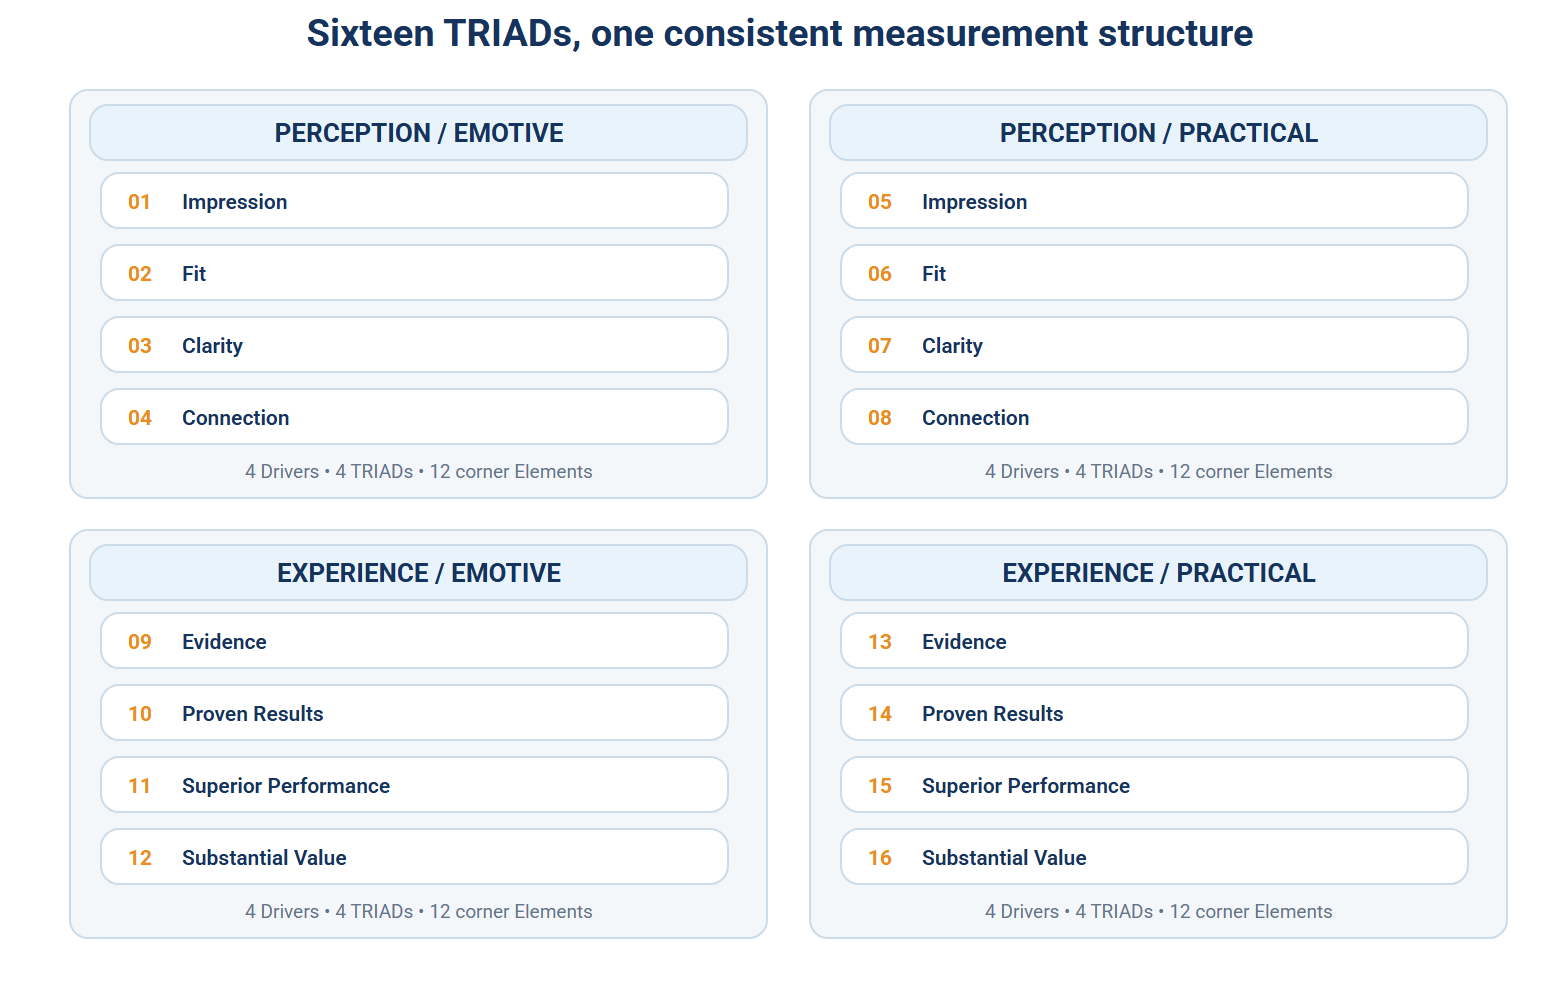 Sixteen TRIADs, one consistent measurement structure
PERCEPTION / EMOTIVE
01 Impression
02 Fit
03 Clarity
04 Connection
4 Drivers • 4 TRIADs • 12 corner Elements
PERCEPTION / PRACTICAL
05 Impression
06 Fit
07 Clarity
08 Connection
4 Drivers • 4 TRIADs • 12 corner Elements
EXPERIENCE / EMOTIVE
09 Evidence
10 Proven Results
11 Superior Performance
12 Substantial Value
4 Drivers • 4 TRIADs • 12 corner Elements
EXPERIENCE / PRACTICAL
13 Evidence
14 Proven Results
15 Superior Performance
16 Substantial Value
4 Drivers • 4 TRIADs • 12 corner Elements